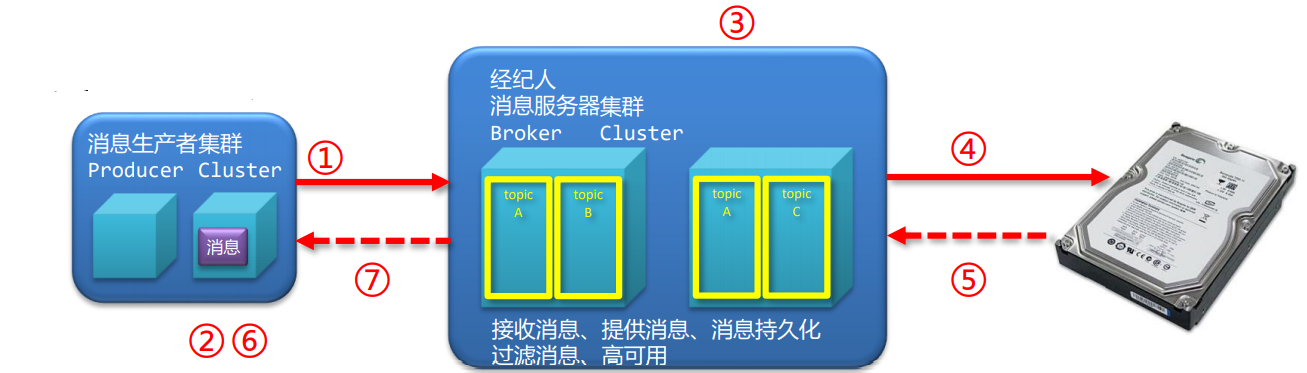 ③
经纪人
消息服务器集群
Broker Cluster
消息生产者集群
Producer Cluster
①
④
topic
A
topic
B
topic
A
topic
C
消息
⑦
⑤
② ⑥
接收消息、提供消息、消息持久化
过滤消息、高可用